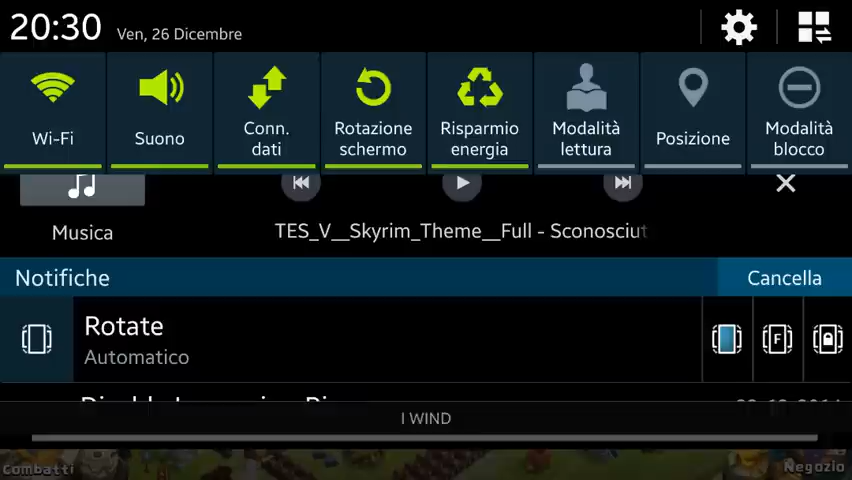 20:30 Ven, 26 Dicembre
Wi-Fi
Suono
Conn.
dati
Rotazione
schermo
Risparmio
energia
Modalità
lettura
Posizione
Modalità
blocco
Musica
TES_V__Skyrim_Theme__Full - Sconosciut
Notifiche
Cancella
Rotate
Automatico
F
I WIND
Combatti
Negozio